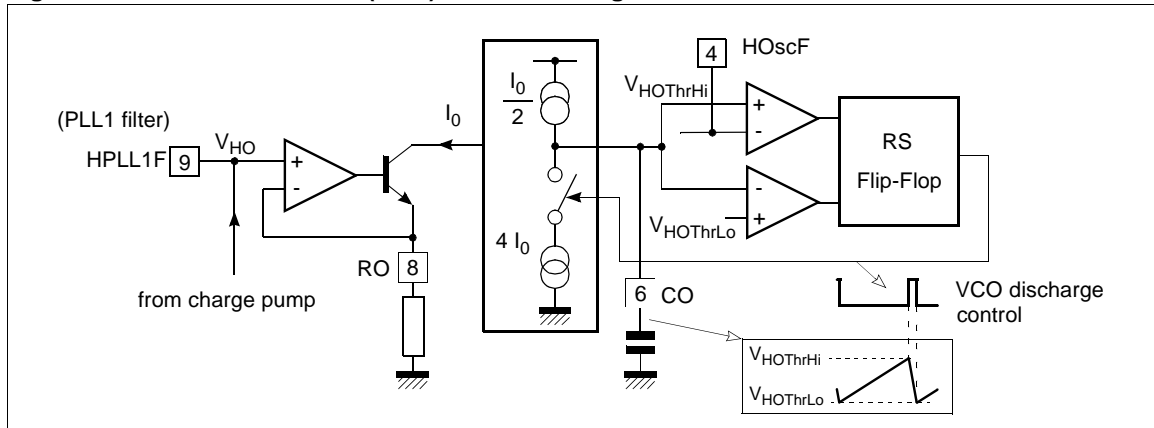 4
HOscF
I0
2
VHOThrHi
(PLL1 filter)
I0
RS
Flip-Flop
HPLL1F
9
VHO
+
-
+
-
-
+
VHOThrLo
4 I0
RO
8
6
CO
from charge pump
VCO discharge
control
VHOThrHi
VHOThrLo